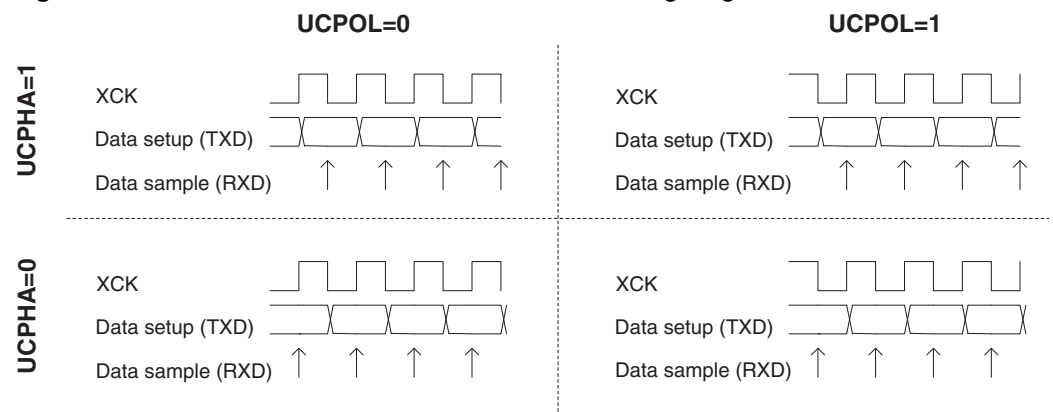 UCPOL=0
UCPOL=1
UCPHA=1
XCK
Data setup (TXD)
Data sample (RXD)
XCK
Data setup (TXD)
Data sample (RXD)
UCPHA=0
XCK
Data setup (TXD)
Data sample (RXD)
XCK
Data setup (TXD)
Data sample (RXD)